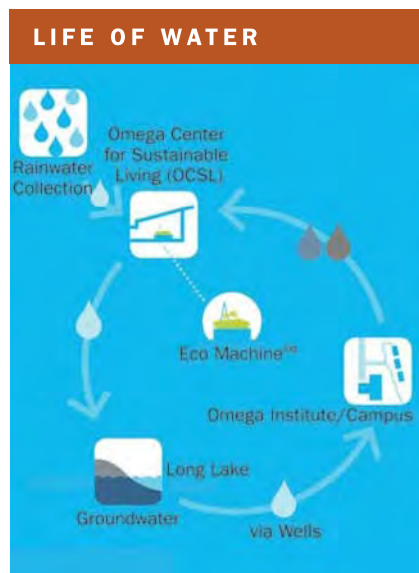 LIFE OF WATER
Omega Center
for Sustainable
Living (OCSL)
Rainwater
Collection
Eco Machine
Omega Institute/Campus
Long Lake
Groundwater
via Wells